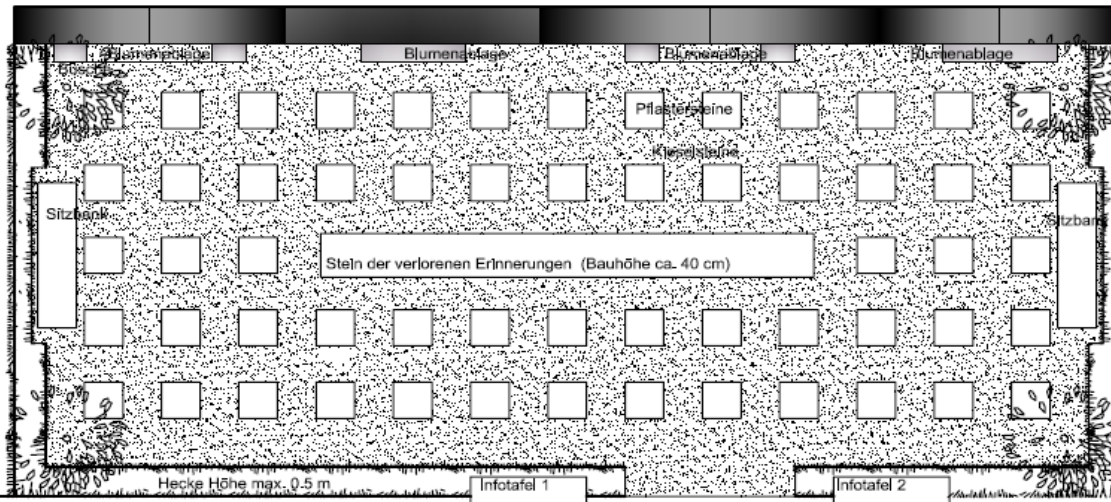 Blumenablage
Blumenablage
Blumenablage
Blumenablage
Pflastersteine
Kieselsteine
Sitzbank
Sitzbank
Stein der verlorenen Erinnerungen (Bauhöhe ca. 40 cm)
Hecke Höhe max. 0.5 m
Infotafel 1
Infotafel 2